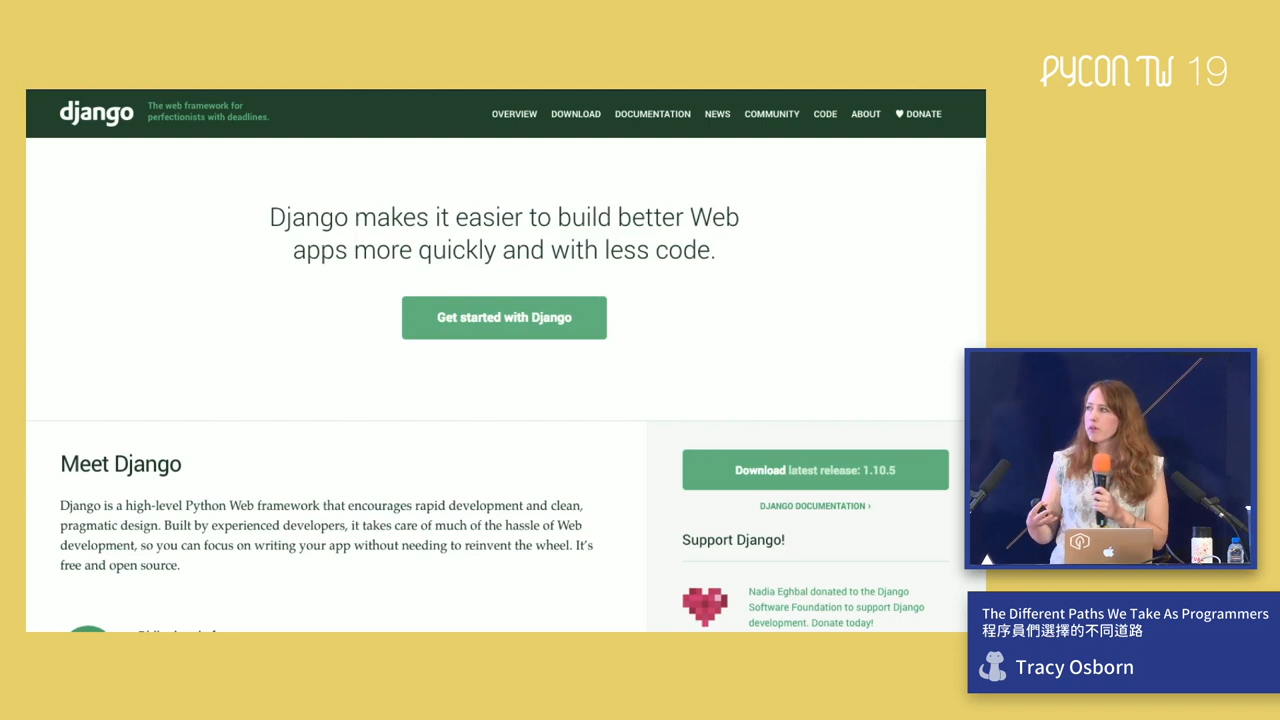 PYCON TW 19
django
The web framework for
perfectionists with deadlines.
OVERVIEW DOWNLOAD DOCUMENTATION NEWS COMMUNITY CODE ABOUT ♥ DONATE
Django makes it easier to build better Web
apps more quickly and with less code.
Get started with Django
Meet Django
Django is a high-level Python Web framework that encourages rapid development and clean,
pragmatic design. Built by experienced developers, it takes care of much of the hassle of Web
development, so you can focus on writing your app without needing to reinvent the wheel. It's
free and open source.
Download latest release: 1.10.5
DJANGO DOCUMENTATION ›
Support Django!
Nadia Eghbal donated to the Django
Software Foundation to support Django
development. Donate today!
The Different Paths We Take As Programmers
程序員們選擇的不同道路
Tracy Osborn